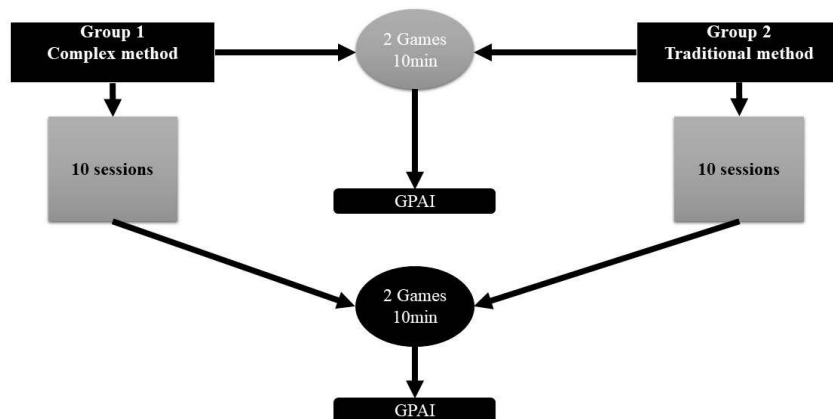 Group 1
Complex method
2 Games
10min
Group 2
Traditional method
10 sessions
10 sessions
GPAI
2 Games
10min
GPAI